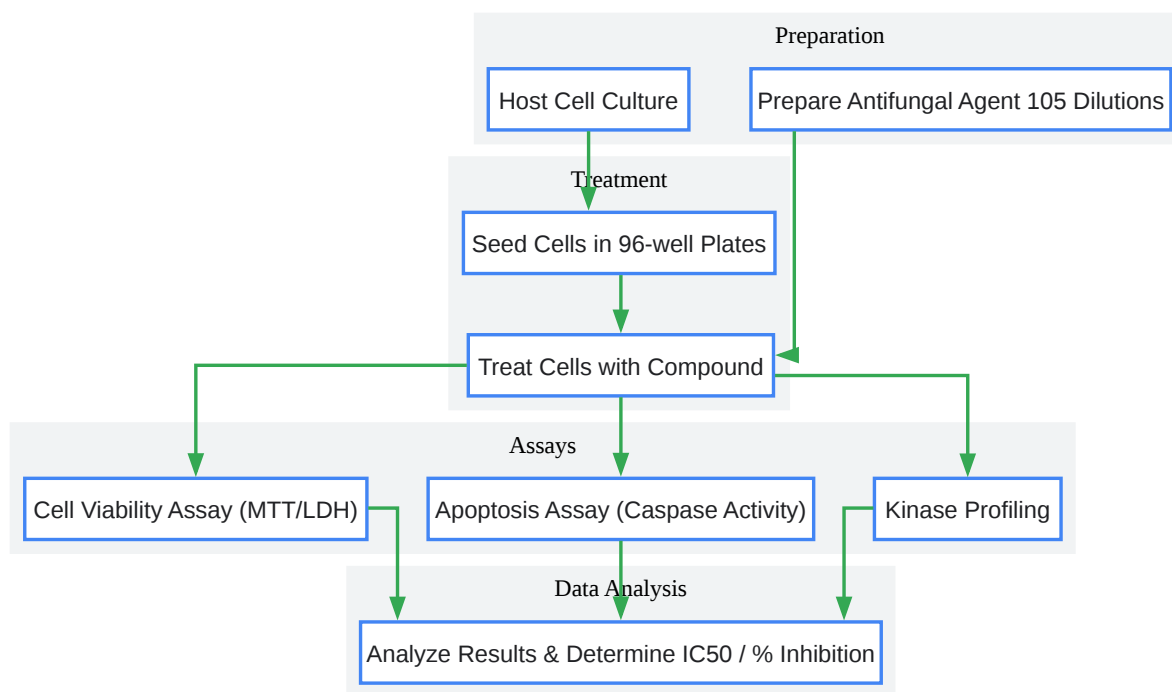 Preparation
Host Cell Culture
Prepare Antifungal Agent 105 Dilutions
Treatment
Seed Cells in 96-well Plates
Treat Cells with Compound
Assays
Cell Viability Assay (MTT/LDH)
Apoptosis Assay (Caspase Activity)
Kinase Profiling
Data Analysis
Analyze Results & Determine IC50 / % Inhibition